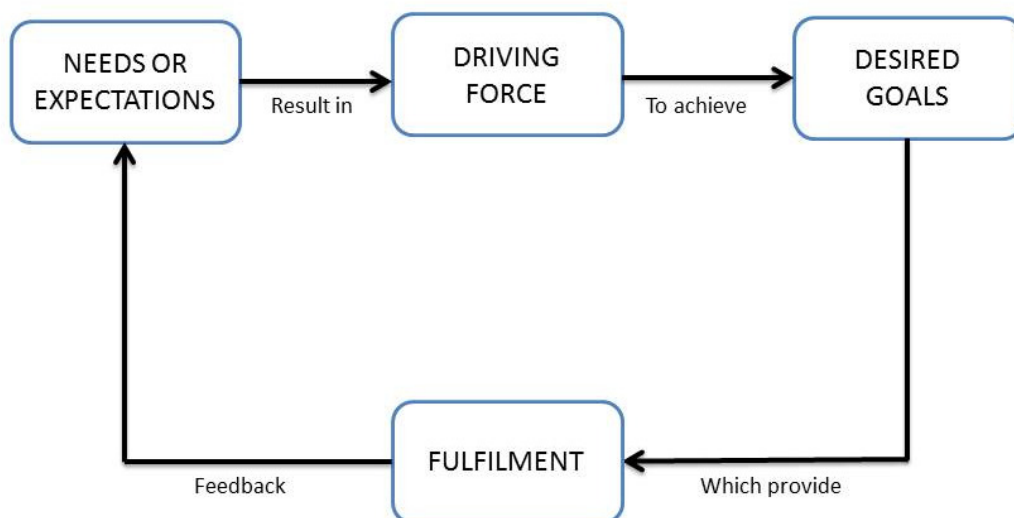 NEEDS OR
EXPECTATIONS
Result in
DRIVING
FORCE
To achieve
DESIRED
GOALS
Which provide
FULFILMENT
Feedback